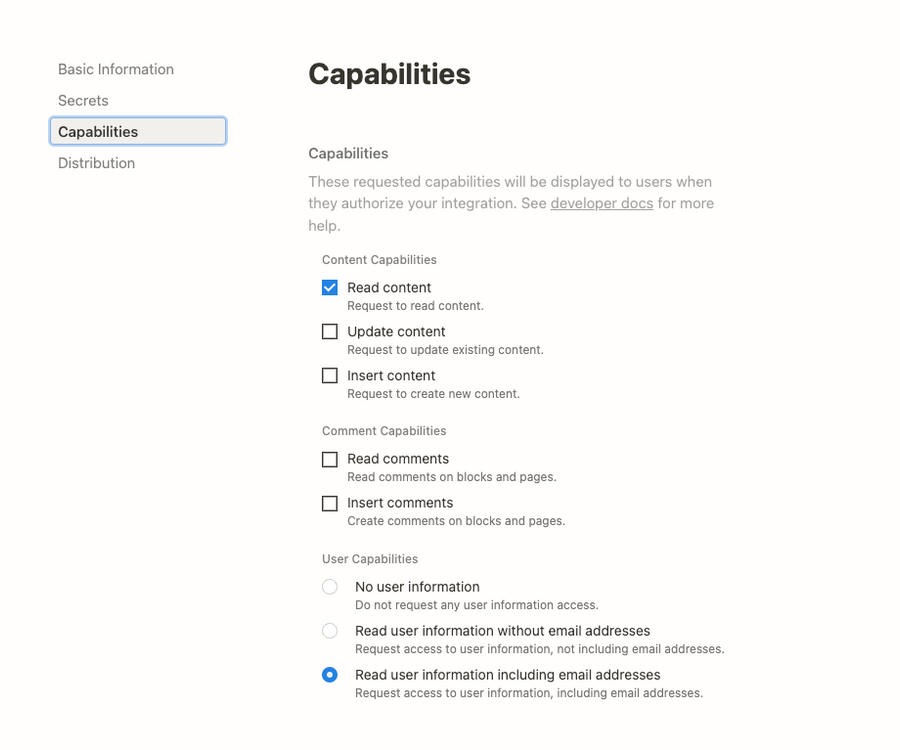 Basic Information
Secrets
Capabilities
Distribution
Capabilities
Capabilities
These requested capabilities will be displayed to users when
they authorize your integration. See developer docs for more
help.
Content Capabilities
Read content
Request to read content.
Update content
Request to update existing content.
Insert content
Request to create new content.
Comment Capabilities
Read comments
Read comments on blocks and pages.
Insert comments
Create comments on blocks and pages.
User Capabilities
No user information
Do not request any user information access.
Read user information without email addresses
Request access to user information, not including email addresses.
Read user information including email addresses
Request access to user information, including email addresses.